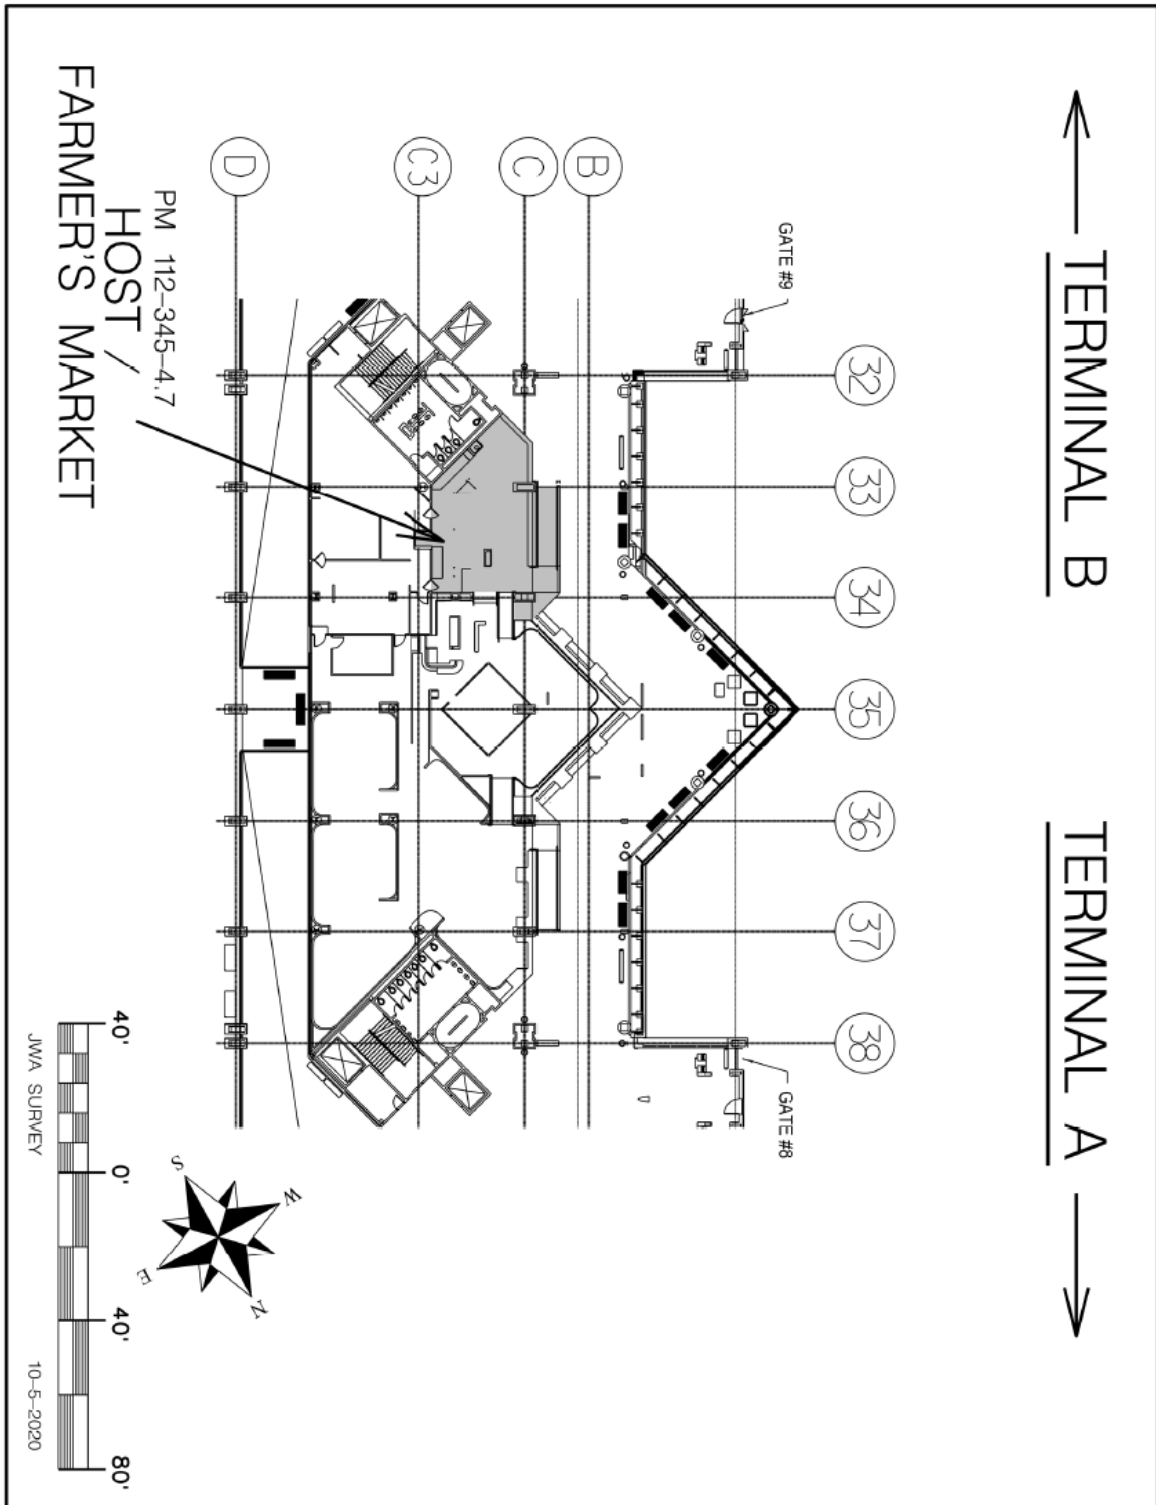 ← TERMINAL B
TERMINAL A →
GATE #9
GATE #8
32
33
34
35
36
37
38
B
C
C3
D
PM 112-345-4.7
HOST /
FARMER'S MARKET
S
W
E
N
40'
0'
40'
80'
JWA SURVEY
10-5-2020